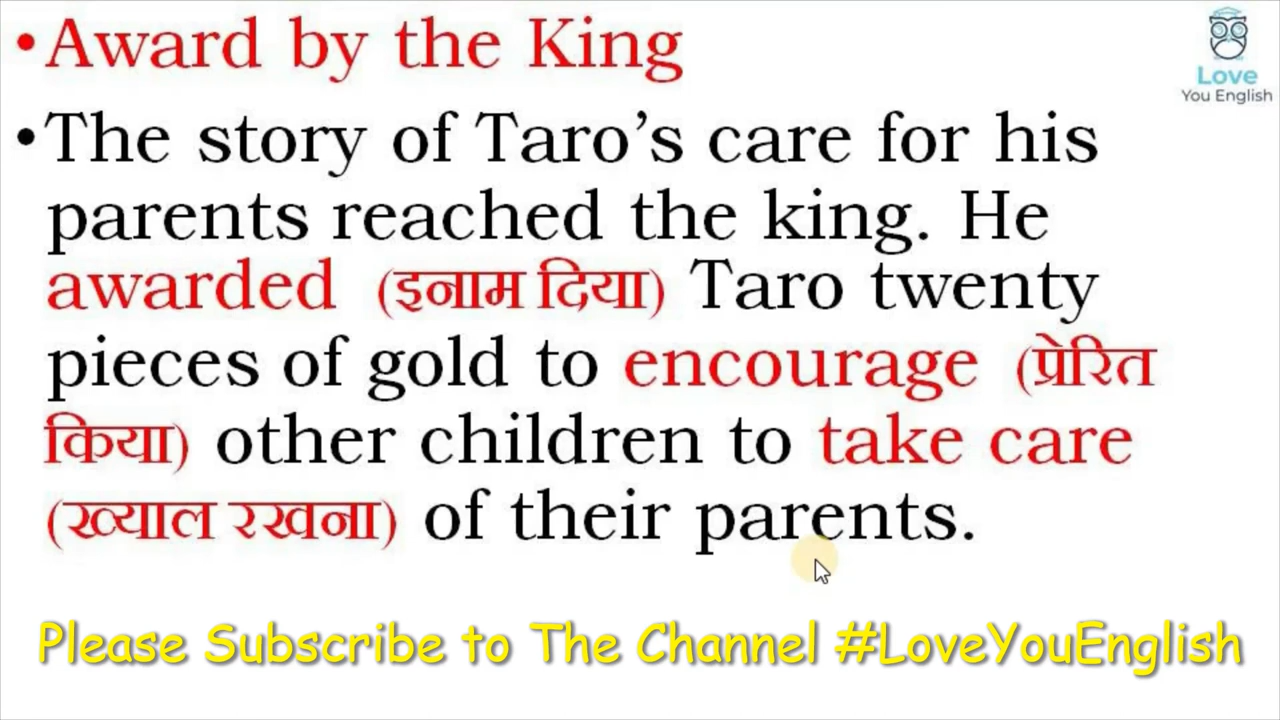 •Award by the King
Love
You English
•The story of Taro’s care for his
parents reached the king. He
awarded (इनाम दिया) Taro twenty
pieces of gold to encourage (प्रेरित
किया) other children to take care
(ख्याल रखना) of their parents.
Please Subscribe to The Channel #LoveYouEnglish